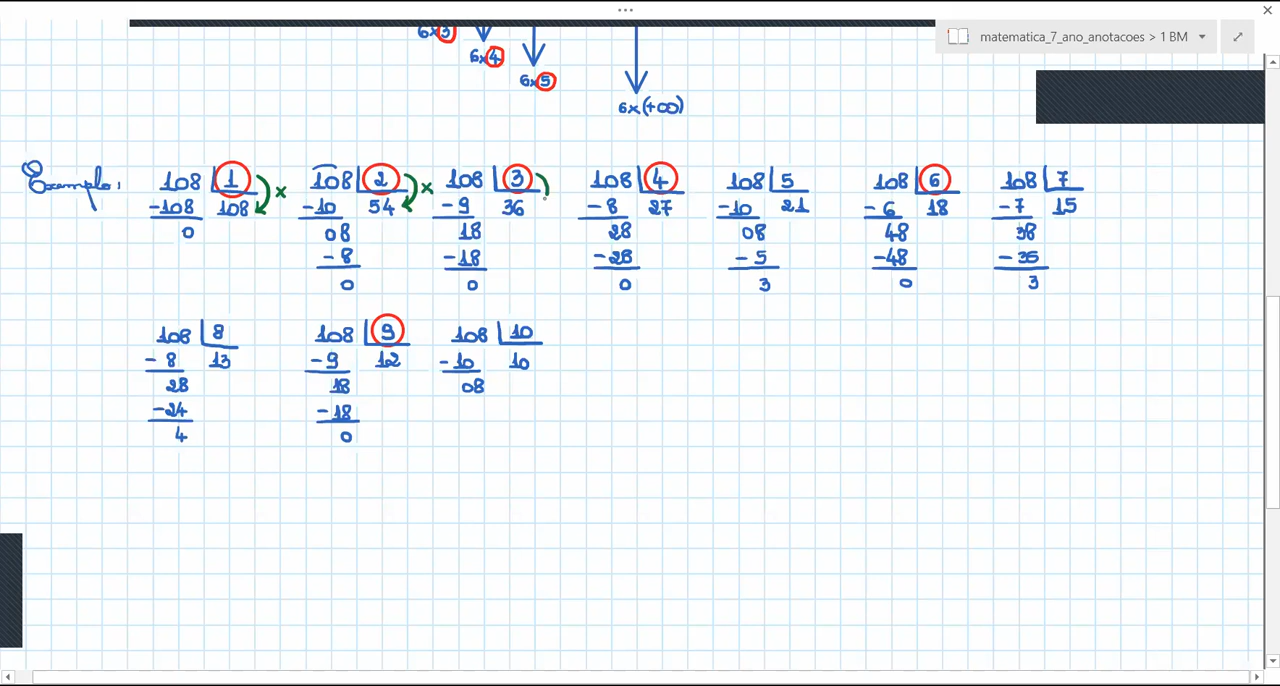 ...
matematica_7_ano_anotacoes > 1 BM
6x3
6x4
6x5
6x(+∞)
Exemplo: 108 1 x 108 2 x 108 3 108 4 108 5 108 6 108 7
-108 108 -10 54 -9 36 -8 27 -10 21 -6 18 -7 15
0 08 18 28 08 48 38
-8 -18 -28 -5 -48 -35
0 0 0 3 0 3
108 8 108 9 108 10
-8 13 -9 12 -10 10
28 18 08
-24 -18
4 0